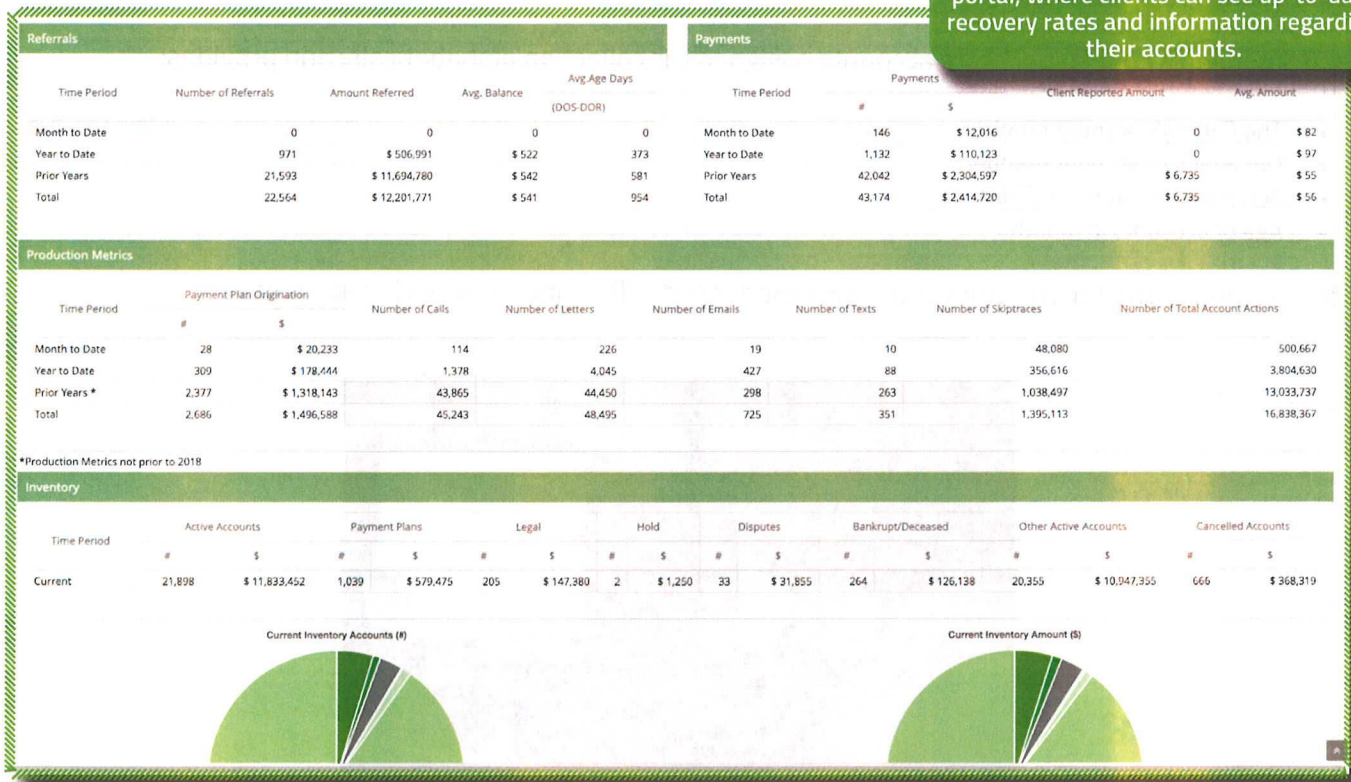 portal, where clients can see up-to-da
recovery rates and information regardi
their accounts.
Referrals
Time Period Number of Referrals Amount Referred Avg. Balance Avg.Age Days
(DOS-DOR)
Month to Date 0 0 0 0
Year to Date 971 $ 506,991 $ 522 373
Prior Years 21,593 $ 11,694,780 $ 542 581
Total 22,564 $ 12,201,771 $ 541 954
Payments
Time Period Payments Client Reported Amount Avg. Amount
# $
Month to Date 146 $ 12,016 0 $ 82
Year to Date 1,132 $ 110,123 0 $ 97
Prior Years 42,042 $ 2,304,597 $ 6,735 $ 55
Total 43,174 $ 2,414,720 $ 6,735 $ 56
Production Metrics
Time Period Payment Plan Origination Number of Calls Number of Letters Number of Emails Number of Texts Number of Skiptraces Number of Total Account Actions
# $
Month to Date 28 $ 20,233 114 226 19 10 48,080 500,667
Year to Date 309 $ 178,444 1,378 4,045 427 88 356,616 3,804,630
Prior Years * 2,377 $ 1,318,143 43,865 44,450 298 263 1,038,497 13,033,737
Total 2,686 $ 1,496,588 45,243 48,495 725 351 1,395,113 16,838,367
*Production Metrics not prior to 2018
Inventory
Time Period Active Accounts Payment Plans Legal Hold Disputes Bankrupt/Deceased Other Active Accounts Cancelled Accounts
# $ # $ # $ # $ # $ # $ # $ # $
Current 21,898 $ 11,833,452 1,039 $ 579,475 205 $ 147,380 2 $ 1,250 33 $ 31,855 264 $ 126,138 20,355 $ 10,947,355 666 $ 368,319
Current Inventory Accounts (#)
Current Inventory Amount ($)